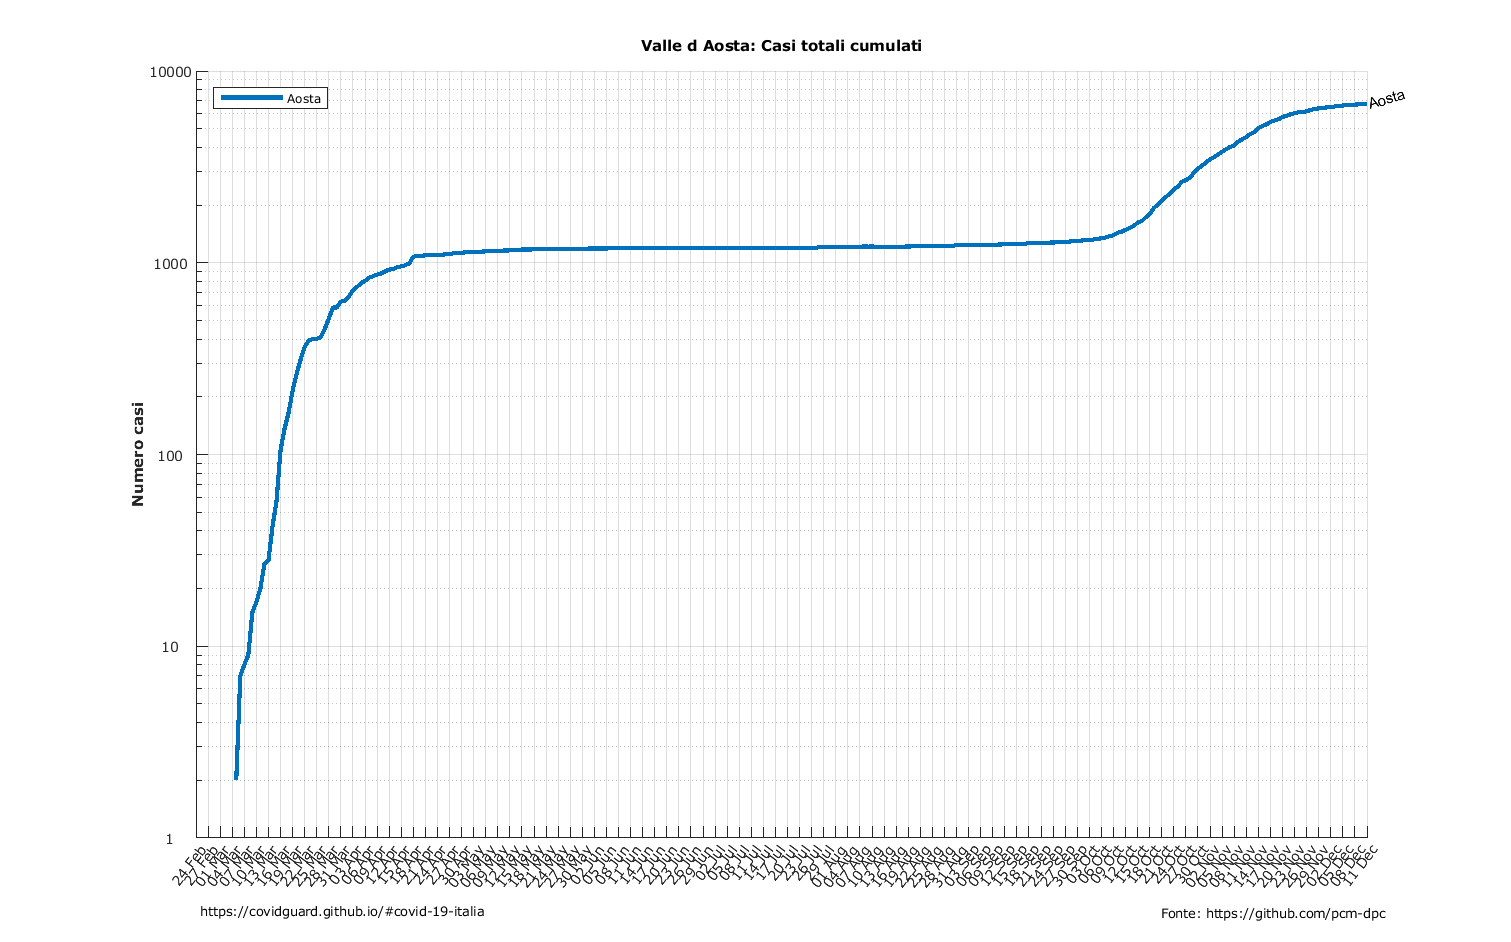 Valle d Aosta: Casi totali cumulati
Aosta
Aosta
Numero casi
10000
1000
100
10
1
24 Feb
27 Feb
01 Mar
04 Mar
07 Mar
10 Mar
13 Mar
16 Mar
19 Mar
22 Mar
25 Mar
28 Mar
31 Mar
03 Apr
06 Apr
09 Apr
12 Apr
15 Apr
18 Apr
21 Apr
24 Apr
27 Apr
30 Apr
03 May
06 May
09 May
12 May
15 May
18 May
21 May
24 May
27 May
30 May
02 Jun
05 Jun
08 Jun
11 Jun
14 Jun
17 Jun
20 Jun
23 Jun
26 Jun
29 Jun
02 Jul
05 Jul
08 Jul
11 Jul
14 Jul
17 Jul
20 Jul
23 Jul
26 Jul
29 Jul
01 Aug
04 Aug
07 Aug
10 Aug
13 Aug
16 Aug
19 Aug
22 Aug
25 Aug
28 Aug
31 Aug
03 Sep
06 Sep
09 Sep
12 Sep
15 Sep
18 Sep
21 Sep
24 Sep
27 Sep
30 Sep
03 Oct
06 Oct
09 Oct
12 Oct
15 Oct
18 Oct
21 Oct
24 Oct
27 Oct
30 Oct
02 Nov
05 Nov
08 Nov
11 Nov
14 Nov
17 Nov
20 Nov
23 Nov
26 Nov
29 Nov
02 Dec
05 Dec
08 Dec
11 Dec
https://covidguard.github.io/#covid-19-italia
Fonte: https://github.com/pcm-dpc